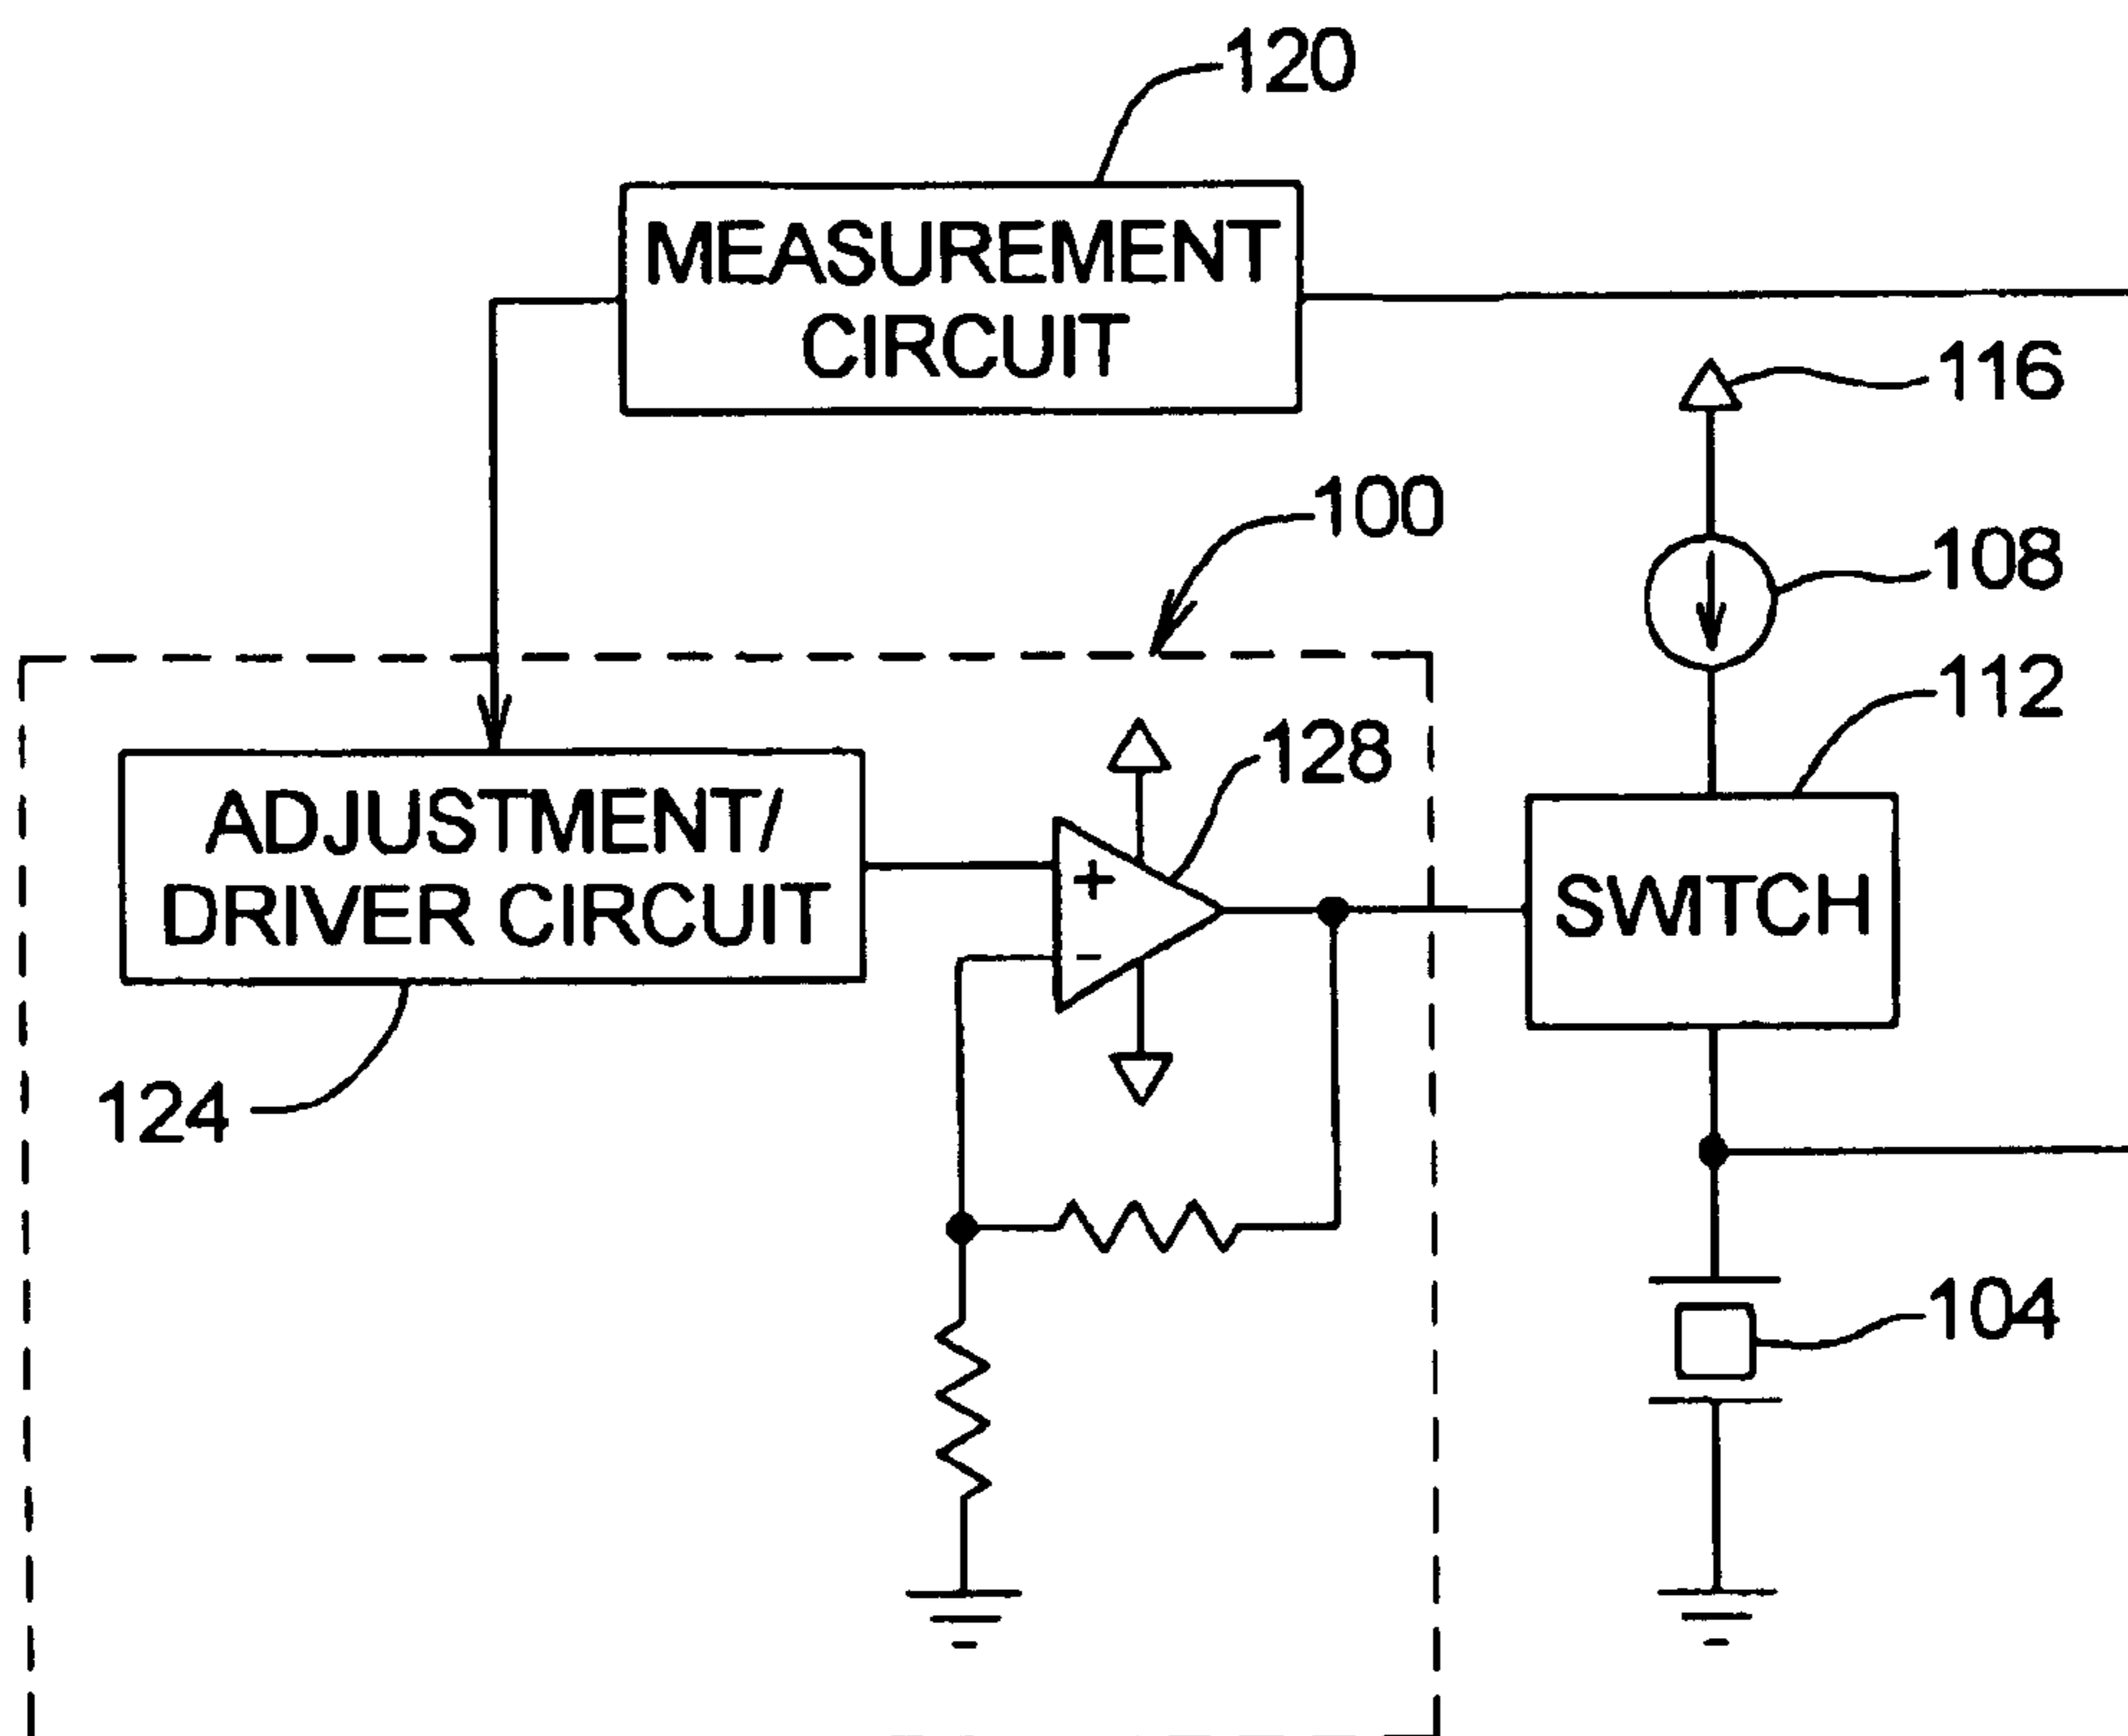 120
MEASUREMENT
CIRCUIT
116
100
108
112
128
ADJUSTMENT/
DRIVER CIRCUIT
+
-
SWITCH
124
104